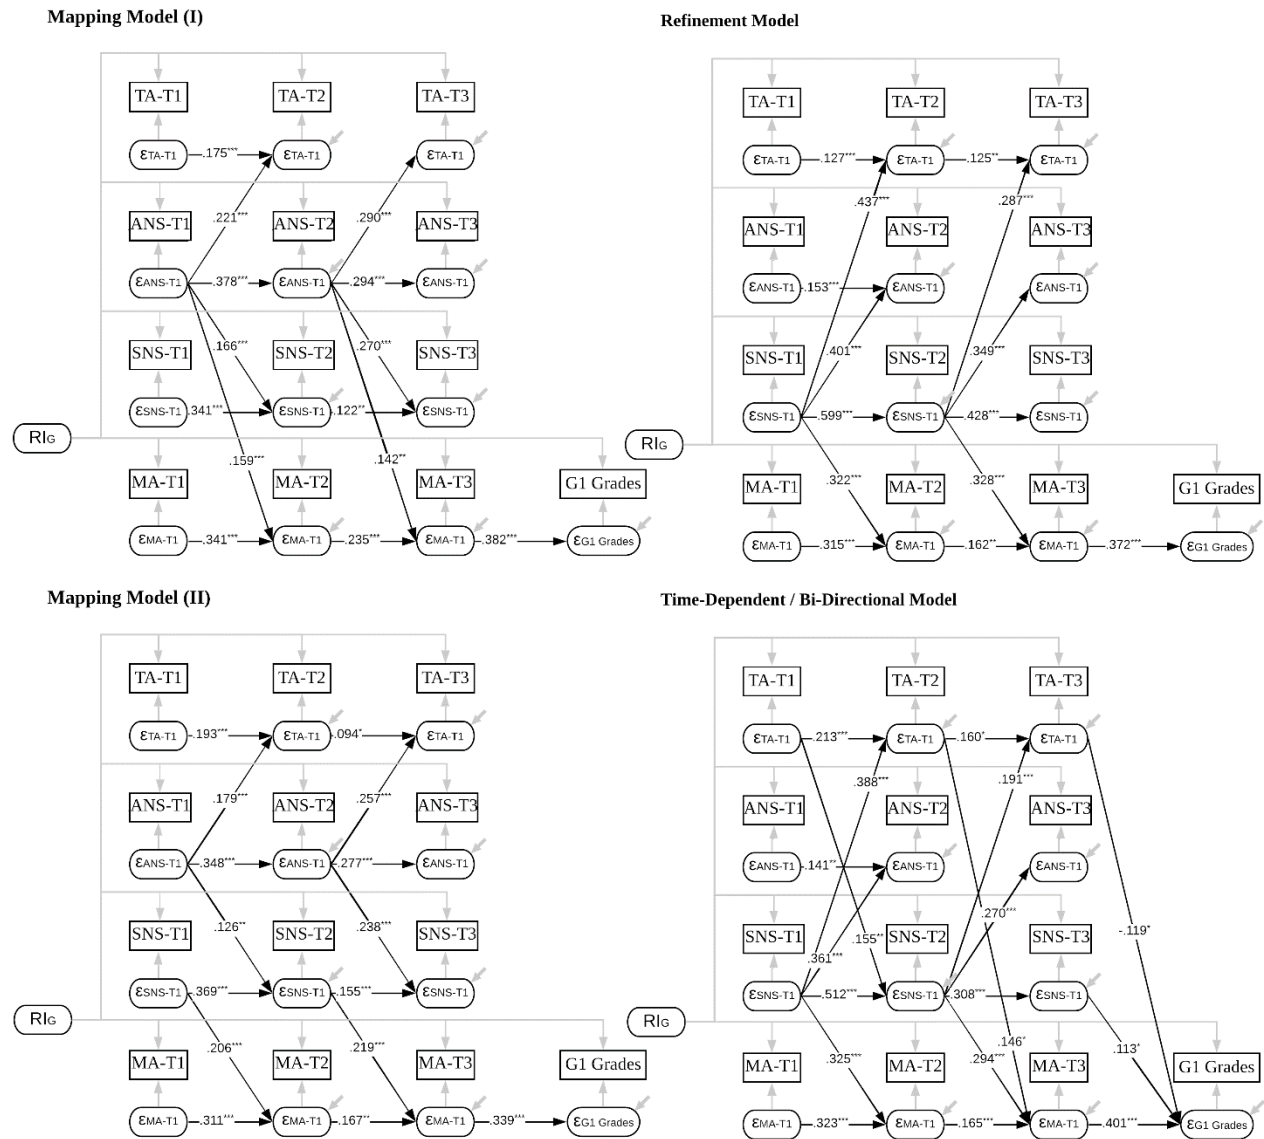 Mapping Model (I)
TA-T1 TA-T2 TA-T3
εTA-T1 .175*** εTA-T1 εTA-T1
.221*** .290***
ANS-T1 ANS-T2 ANS-T3
εANS-T1 .378*** εANS-T1 .294*** εANS-T1
.166*** .270***
SNS-T1 SNS-T2 SNS-T3
εSNS-T1 .341*** εSNS-T1 .122** εSNS-T1
RIG
.159*** .142**
MA-T1 MA-T2 MA-T3 G1 Grades
εMA-T1 .341*** εMA-T1 .235*** εMA-T1 .382*** εG1 Grades
Refinement Model
TA-T1 TA-T2 TA-T3
εTA-T1 .127*** εTA-T1 .125** εTA-T1
.437*** .287***
ANS-T1 ANS-T2 ANS-T3
εANS-T1 .153*** εANS-T1 εANS-T1
.401*** .349***
SNS-T1 SNS-T2 SNS-T3
εSNS-T1 .599*** εSNS-T1 .428*** εSNS-T1
RIG
.322*** .328***
MA-T1 MA-T2 MA-T3 G1 Grades
εMA-T1 .315*** εMA-T1 .162** εMA-T1 .372*** εG1 Grades
Mapping Model (II)
TA-T1 TA-T2 TA-T3
εTA-T1 .193*** εTA-T1 .094* εTA-T1
.179*** .257***
ANS-T1 ANS-T2 ANS-T3
εANS-T1 .348*** εANS-T1 .277*** εANS-T1
.126** .238***
SNS-T1 SNS-T2 SNS-T3
εSNS-T1 .369*** εSNS-T1 .155*** εSNS-T1
RIG
.206*** .219***
MA-T1 MA-T2 MA-T3 G1 Grades
εMA-T1 .311*** εMA-T1 .167** εMA-T1 .339*** εG1 Grades
Time-Dependent / Bi-Directional Model
TA-T1 TA-T2 TA-T3
εTA-T1 .213*** εTA-T1 .160* εTA-T1
.388*** .191***
ANS-T1 ANS-T2 ANS-T3
εANS-T1 .141** εANS-T1 εANS-T1
.270*** -.119*
SNS-T1 .155** SNS-T2 SNS-T3
.361***
εSNS-T1 .512*** εSNS-T1 .308*** εSNS-T1
RIG
.325*** .146* .294*** .113*
MA-T1 MA-T2 MA-T3 G1 Grades
εMA-T1 .323*** εMA-T1 .165*** εMA-T1 .401*** εG1 Grades